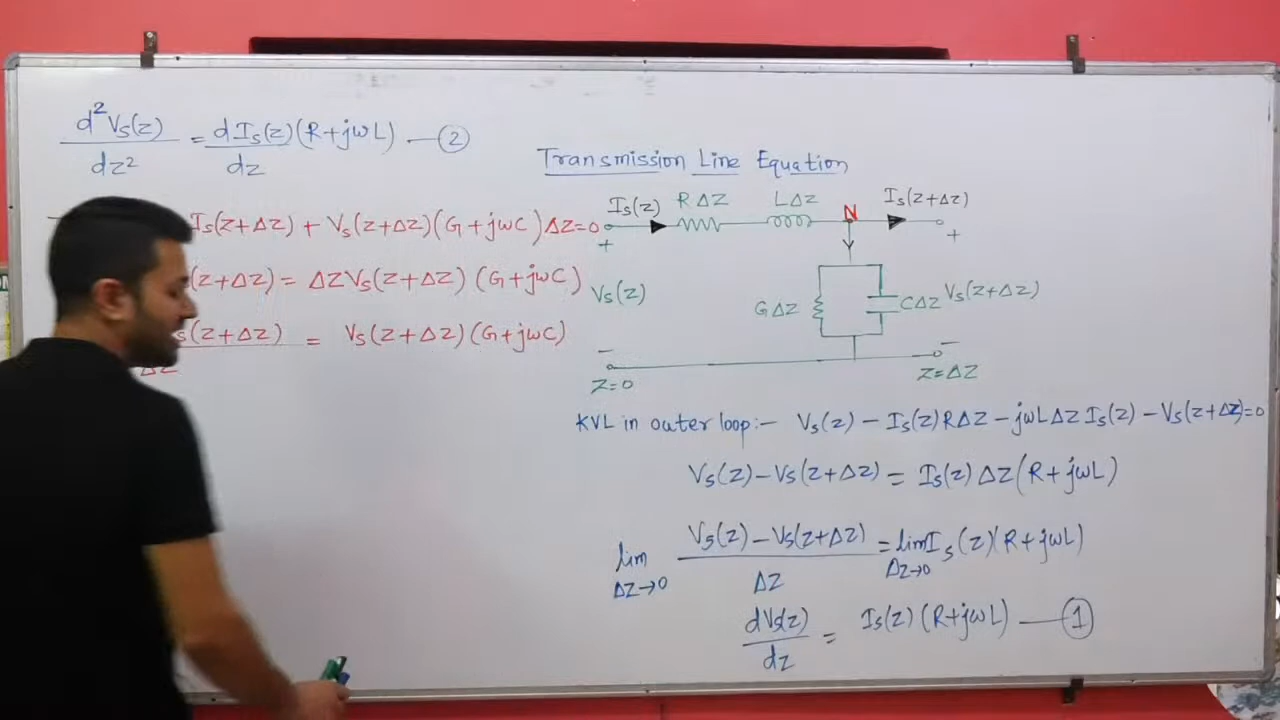 d²Vs(z)/dz² = dIs(z)/dz (R+jωL) — ②
Transmission Line Equation
Is(z+Δz) + Vs(z+Δz)(G+jωC)Δz=0
(z+Δz) = ΔzVs(z+Δz)(G+jωC)
s(z+Δz)/Δz = Vs(z+Δz)(G+jωC)
Is(z) RΔz LΔz N Is(z+Δz)
+ +
Vs(z) GΔz CΔz Vs(z+Δz)
− −
z=0 z=Δz
KVL in outer loop:- Vs(z) − Is(z)RΔz − jωLΔz Is(z) − Vs(z+Δz)=0
Vs(z)−Vs(z+Δz) = Is(z)Δz(R+jωL)
lim Δz→0 Vs(z)−Vs(z+Δz)/Δz = lim Δz→0 Is(z)(R+jωL)
dVs(z)/dz = Is(z)(R+jωL) — ①